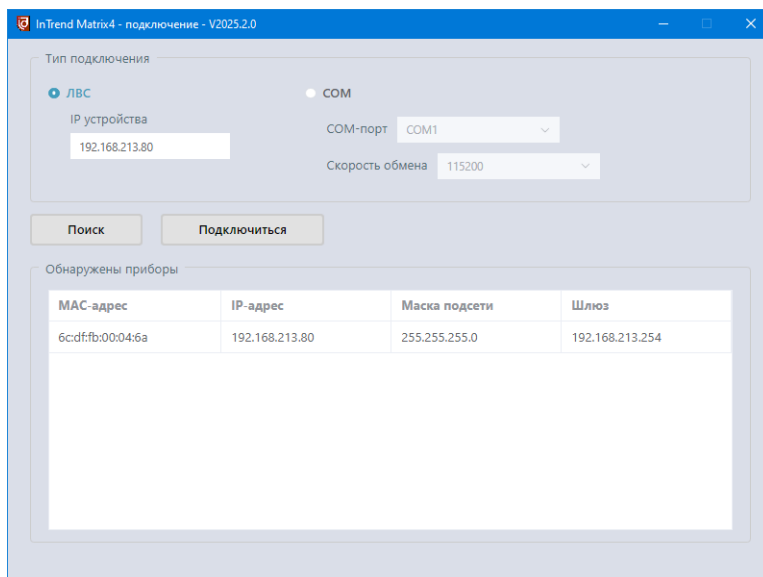 InTrend Matrix4 - подключение - V2025.2.0
Тип подключения
ЛВС
COM
IP устройства
COM-порт COM1
192.168.213.80
Скорость обмена 115200
Поиск Подключиться
Обнаружены приборы
MAC-адрес IP-адрес Маска подсети Шлюз
6c:df:fb:00:04:6a 192.168.213.80 255.255.255.0 192.168.213.254